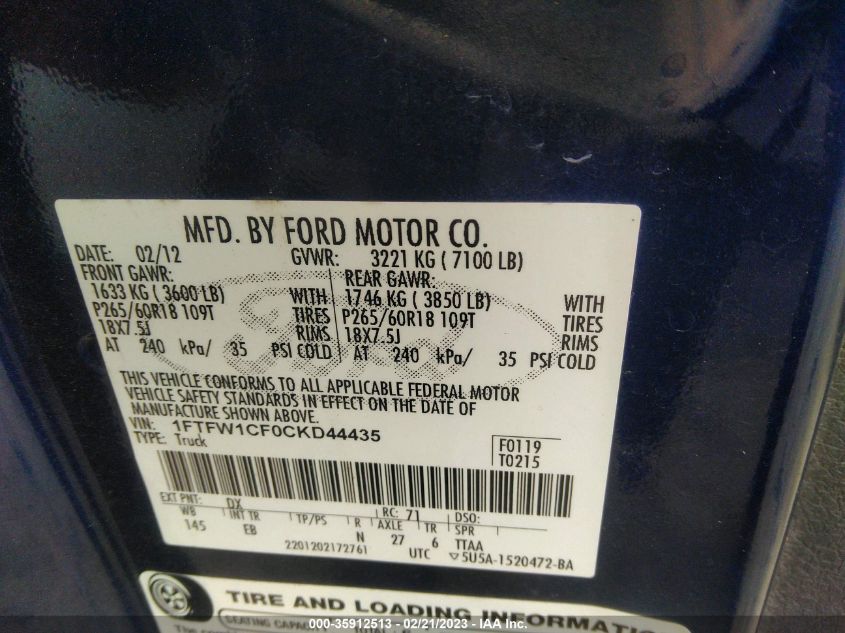 MFD. BY FORD MOTOR CO.
DATE: 02/12 GVWR: 3221 KG ( 7100 LB)
FRONT GAWR: REAR GAWR:
1633 KG ( 3600 LB) WITH 1746 KG ( 3850 LB) WITH
P265/60R18 109T TIRES P265/60R18 109T TIRES
18X7.5J RIMS 18X7.5J RIMS
AT 240 kPa/ 35 PSI COLD AT 240 kPa/ 35 PSI COLD
Ford
THIS VEHICLE CONFORMS TO ALL APPLICABLE FEDERAL MOTOR
VEHICLE SAFETY STANDARDS IN EFFECT ON THE DATE OF
MANUFACTURE SHOWN ABOVE.
VIN: 1FTFW1CF0CKD44435
TYPE: Truck
F0119
T0215
EXT PNT: DX RC: 71 DSO:
WB INT TR TP/PS R AXLE TR SPR
145 EB N 27 6 TTAA
2201202172761 UTC ▽5U5A-1520472-BA
TIRE AND LOADING INFORMATION
SEATING CAPACITY
000-35912513 - 02/21/2023 - - - -